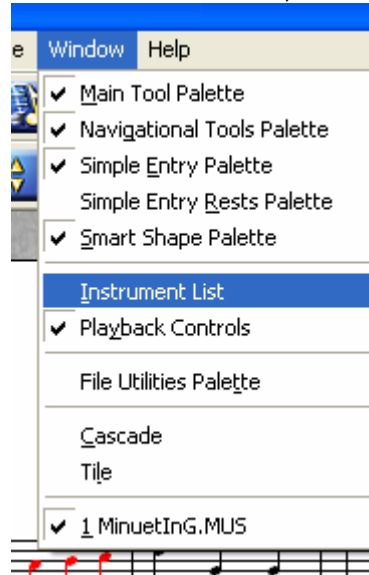 e Window Help
Main Tool Palette
Navigational Tools Palette
Simple Entry Palette
Simple Entry Rests Palette
Smart Shape Palette
Instrument List
Playback Controls
File Utilities Palette
Cascade
Tile
1 MinuetInG.MUS